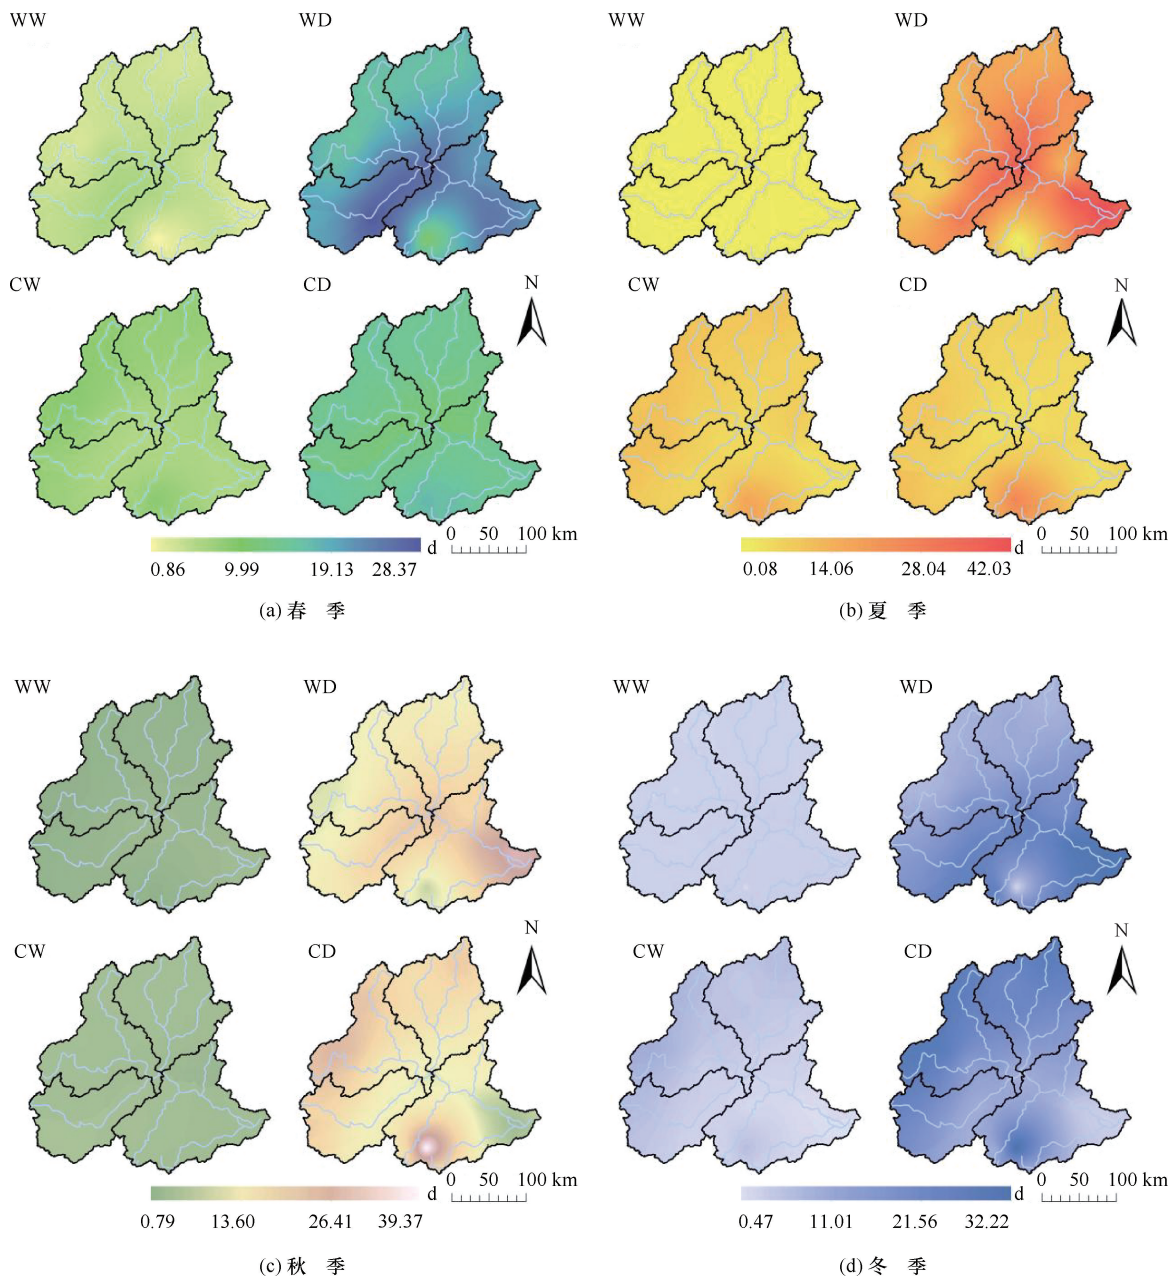 WW WD WW WD
CW CD N CW CD N
d 0 50 100 km d 0 50 100 km
0.86 9.99 19.13 28.37 0.08 14.06 28.04 42.03
(a) 春 季 (b) 夏 季
WW WD WW WD
CW CD N CW CD N
d 0 50 100 km d 0 50 100 km
0.79 13.60 26.41 39.37 0.47 11.01 21.56 32.22
(c) 秋 季 (d) 冬 季